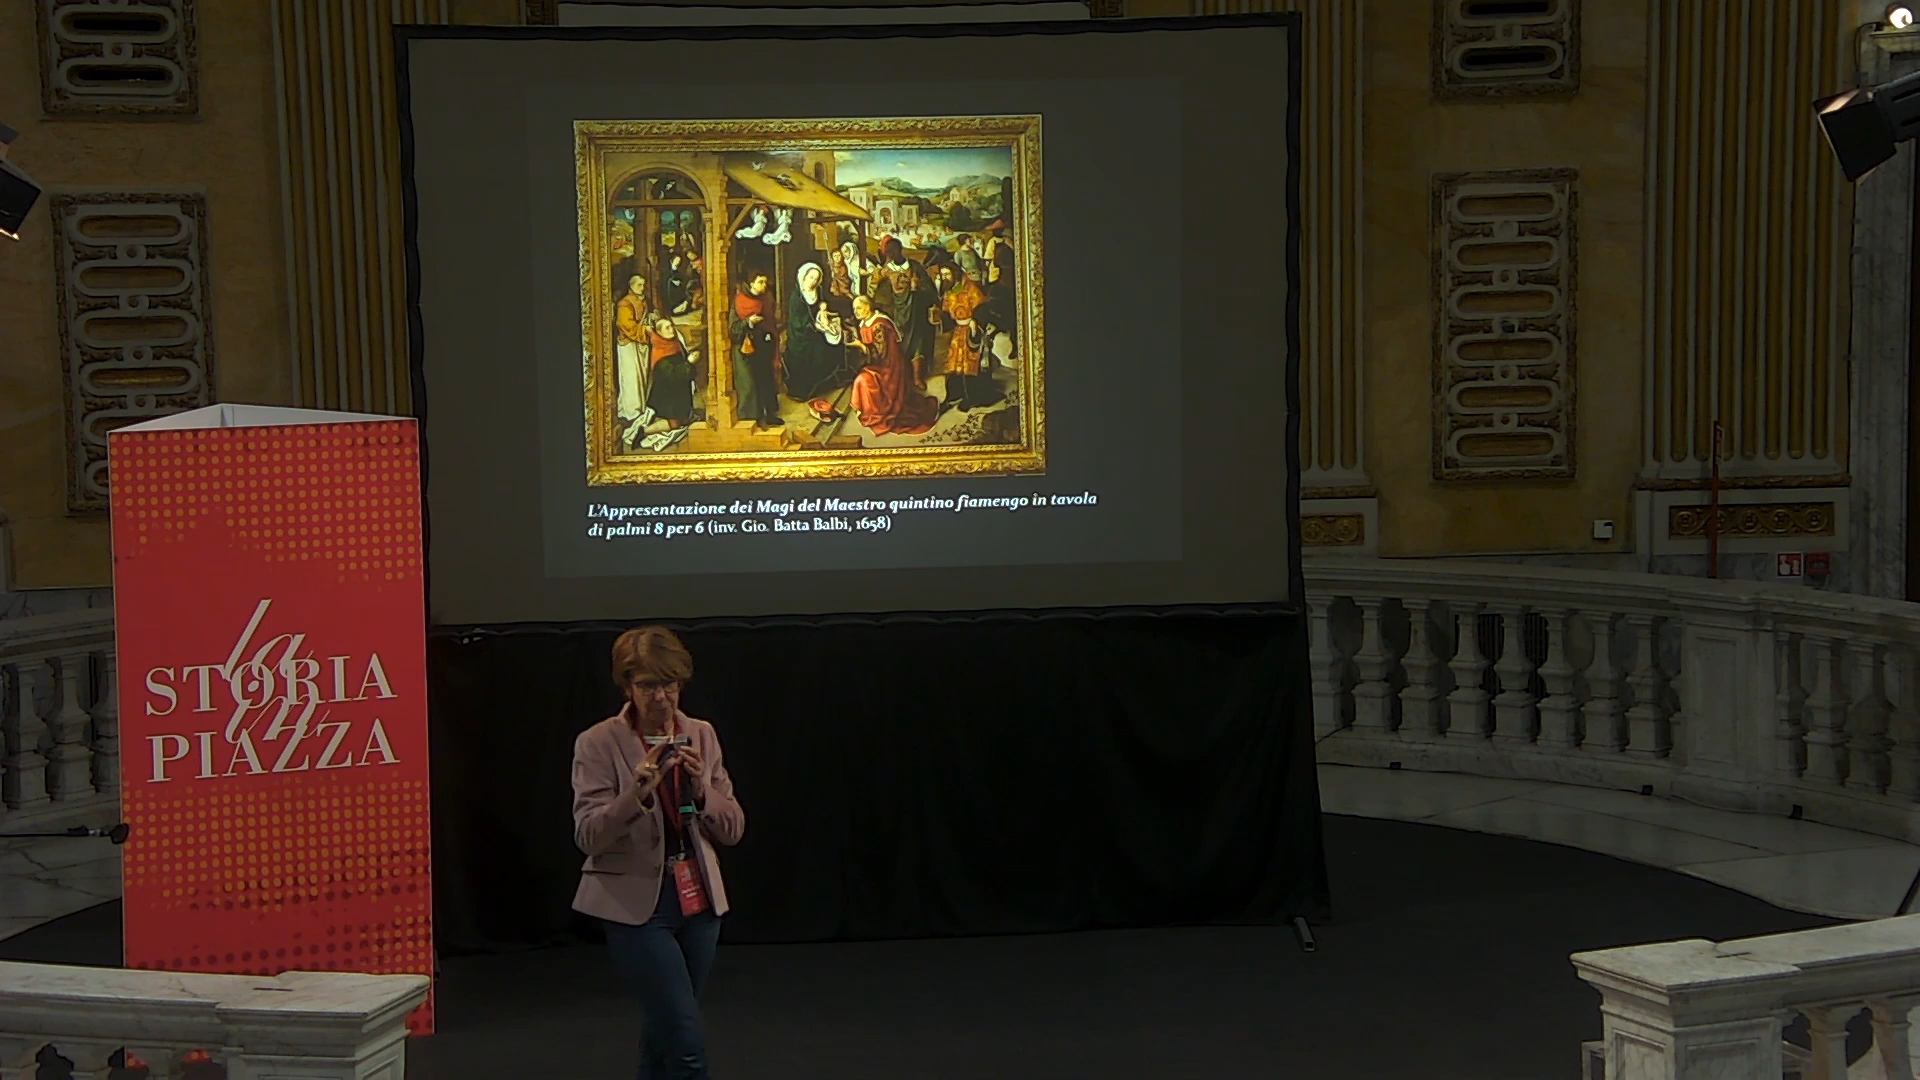 L'Appresentazione dei Magi del Maestro quintino fiamengo in tavola
di palmi 8 per 6 (inv. Gio. Batta Balbi, 1658)
la
STORIA
in
PIAZZA